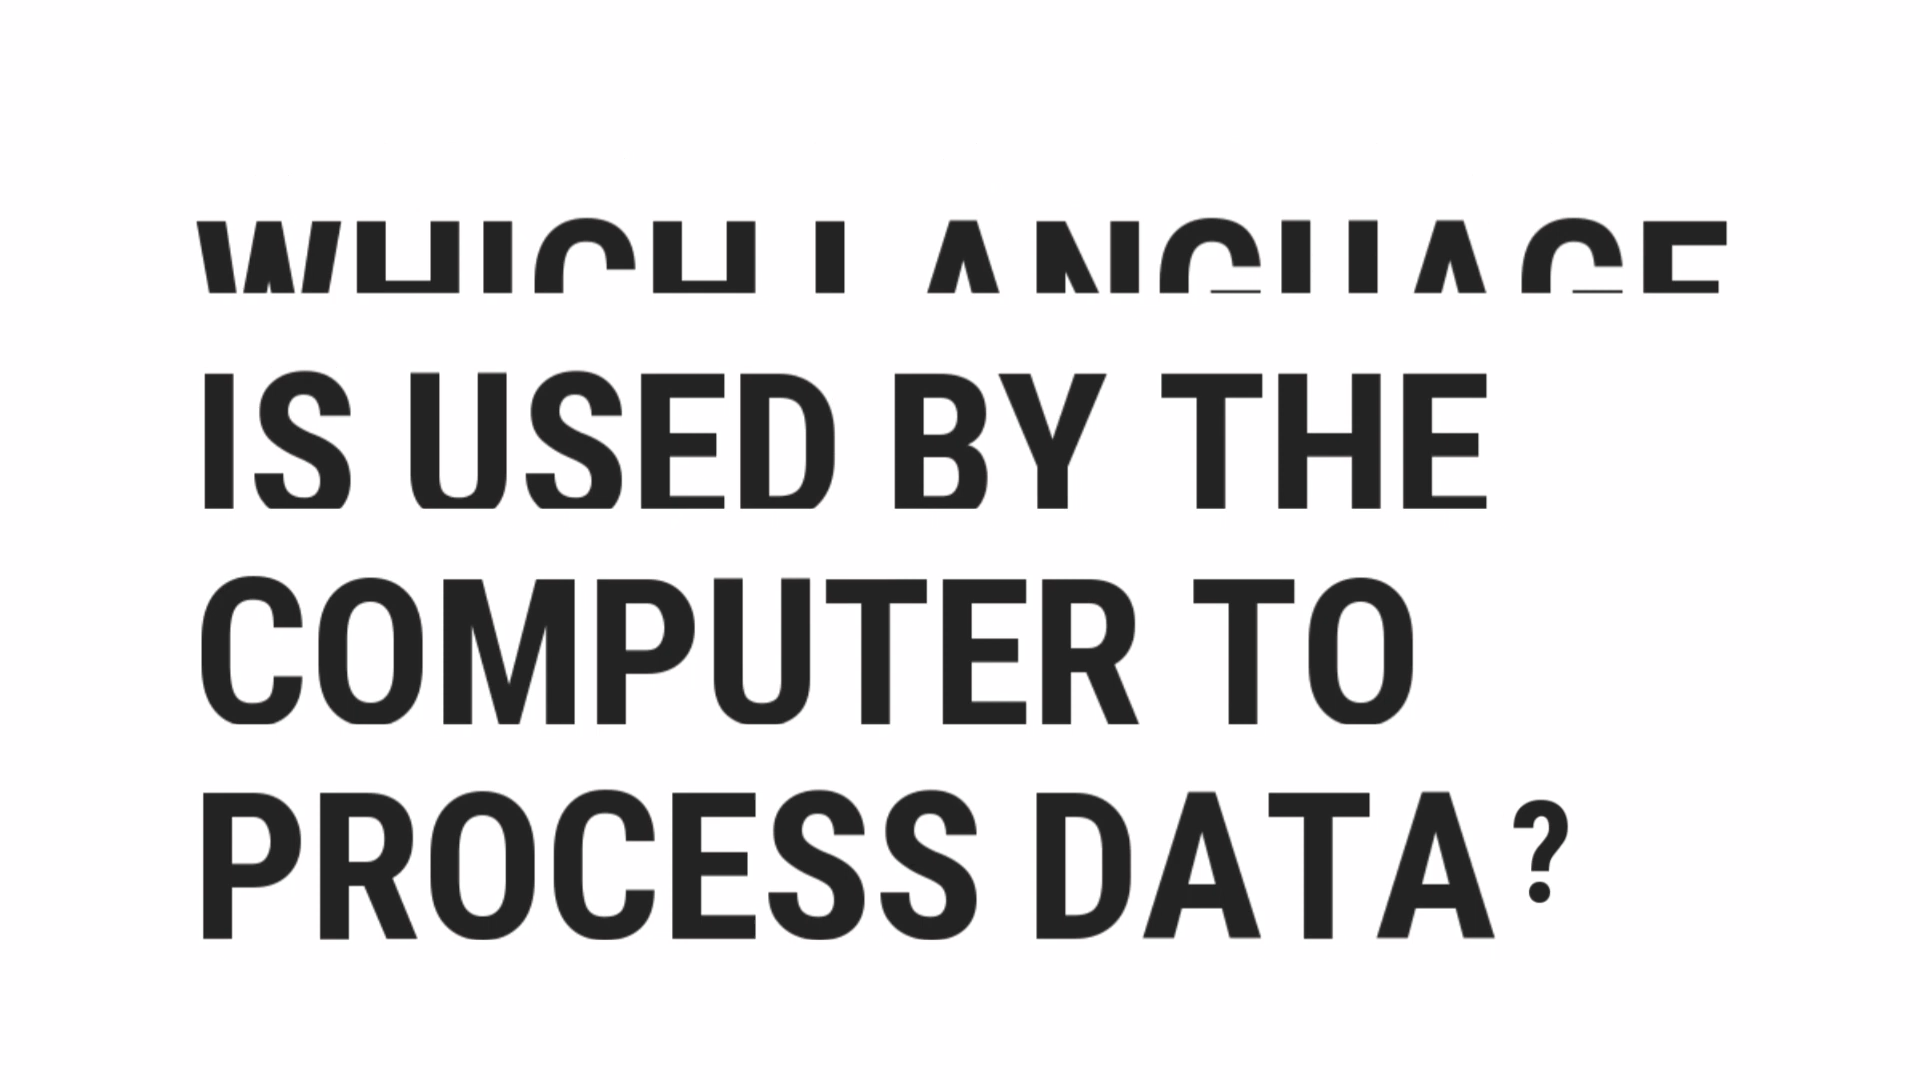 WHICH LANGUAGE
IS USED BY THE
COMPUTER TO
PROCESS DATA?